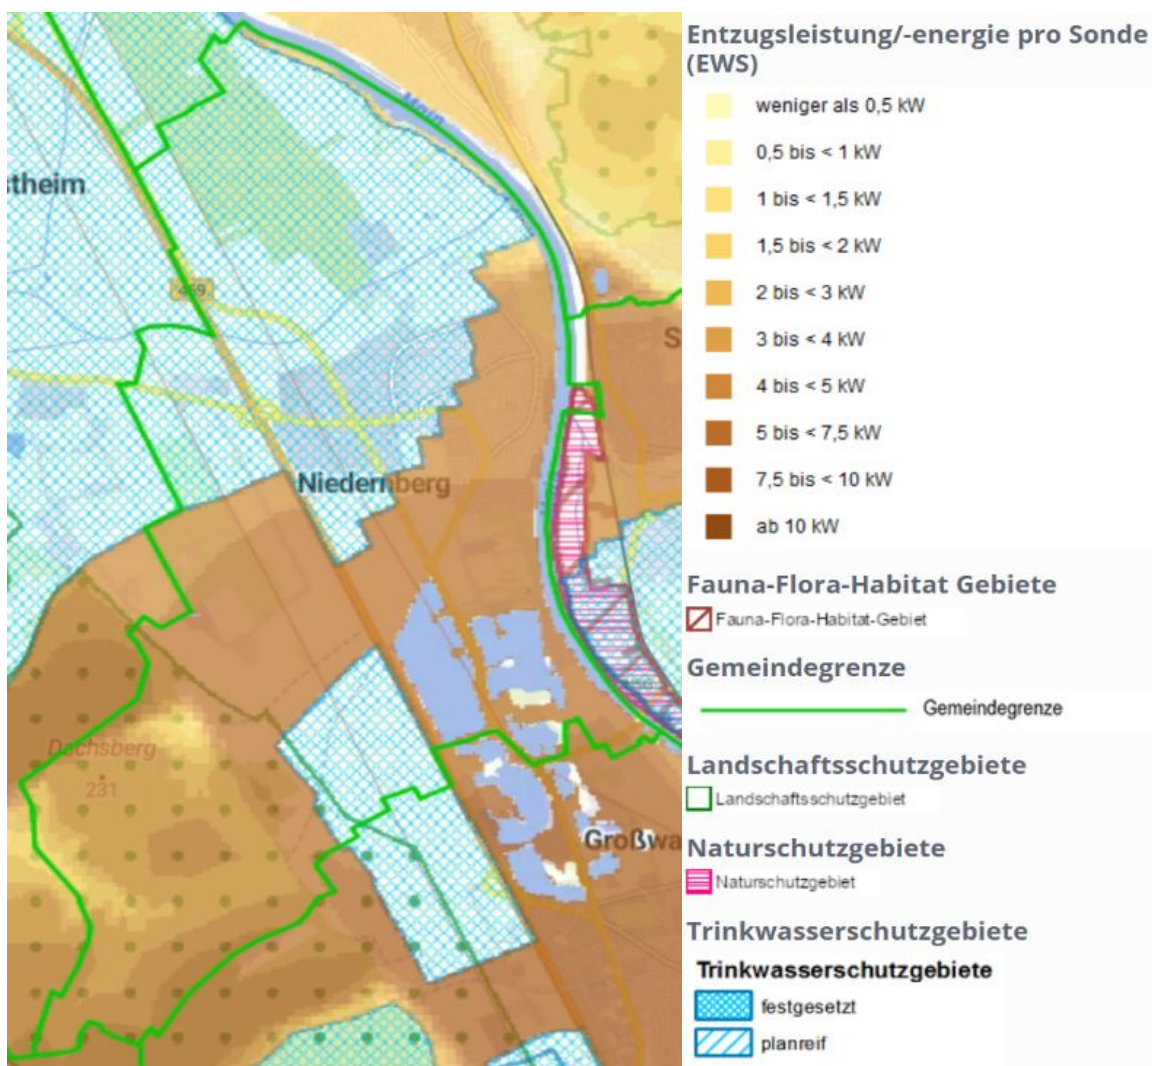 Main
stheim
469
S
Niedernberg
Dachsberg
231
Großwa
Entzugsleistung/-energie pro Sonde
(EWS)
weniger als 0,5 kW
0,5 bis < 1 kW
1 bis < 1,5 kW
1,5 bis < 2 kW
2 bis < 3 kW
3 bis < 4 kW
4 bis < 5 kW
5 bis < 7,5 kW
7,5 bis < 10 kW
ab 10 kW
Fauna-Flora-Habitat Gebiete
Fauna-Flora-Habitat-Gebiet
Gemeindegrenze
Gemeindegrenze
Landschaftsschutzgebiete
Landschaftsschutzgebiet
Naturschutzgebiete
Naturschutzgebiet
Trinkwasserschutzgebiete
Trinkwasserschutzgebiete
festgesetzt
planreif